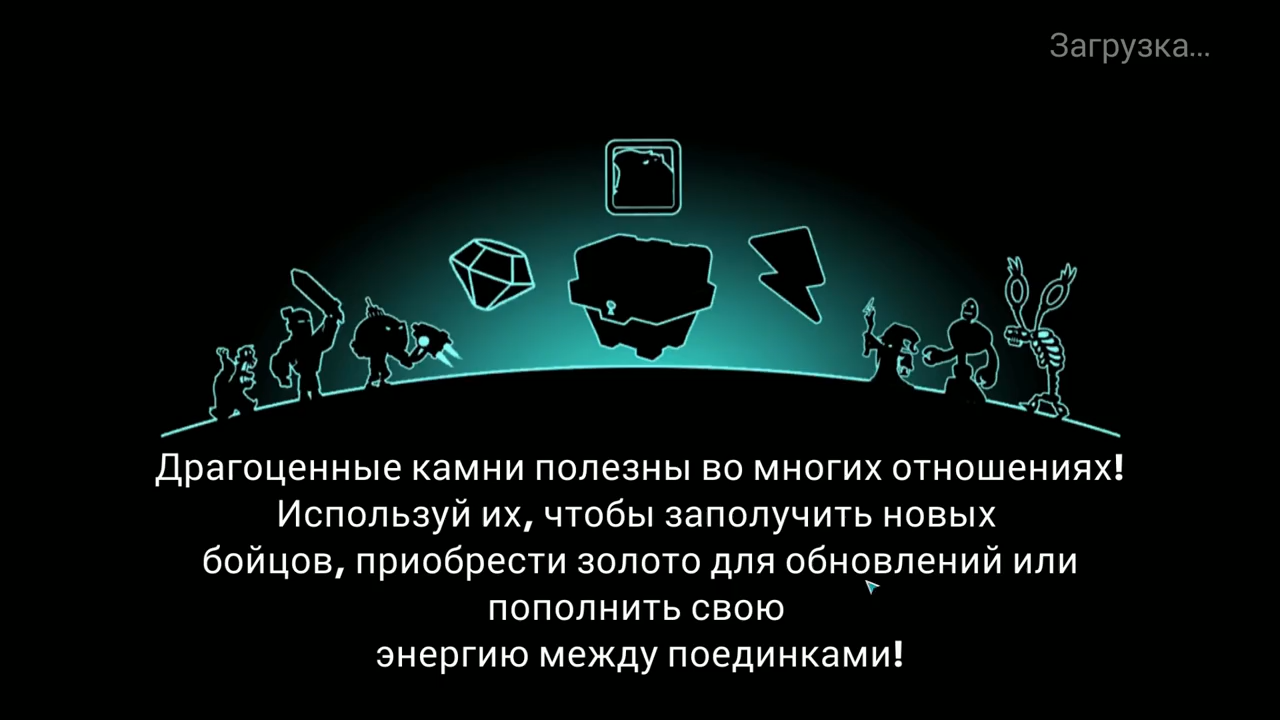 Загрузка...
Драгоценные камни полезны во многих отношениях!
Используй их, чтобы заполучить новых
бойцов, приобрести золото для обновлений или
пополнить свою
энергию между поединками!